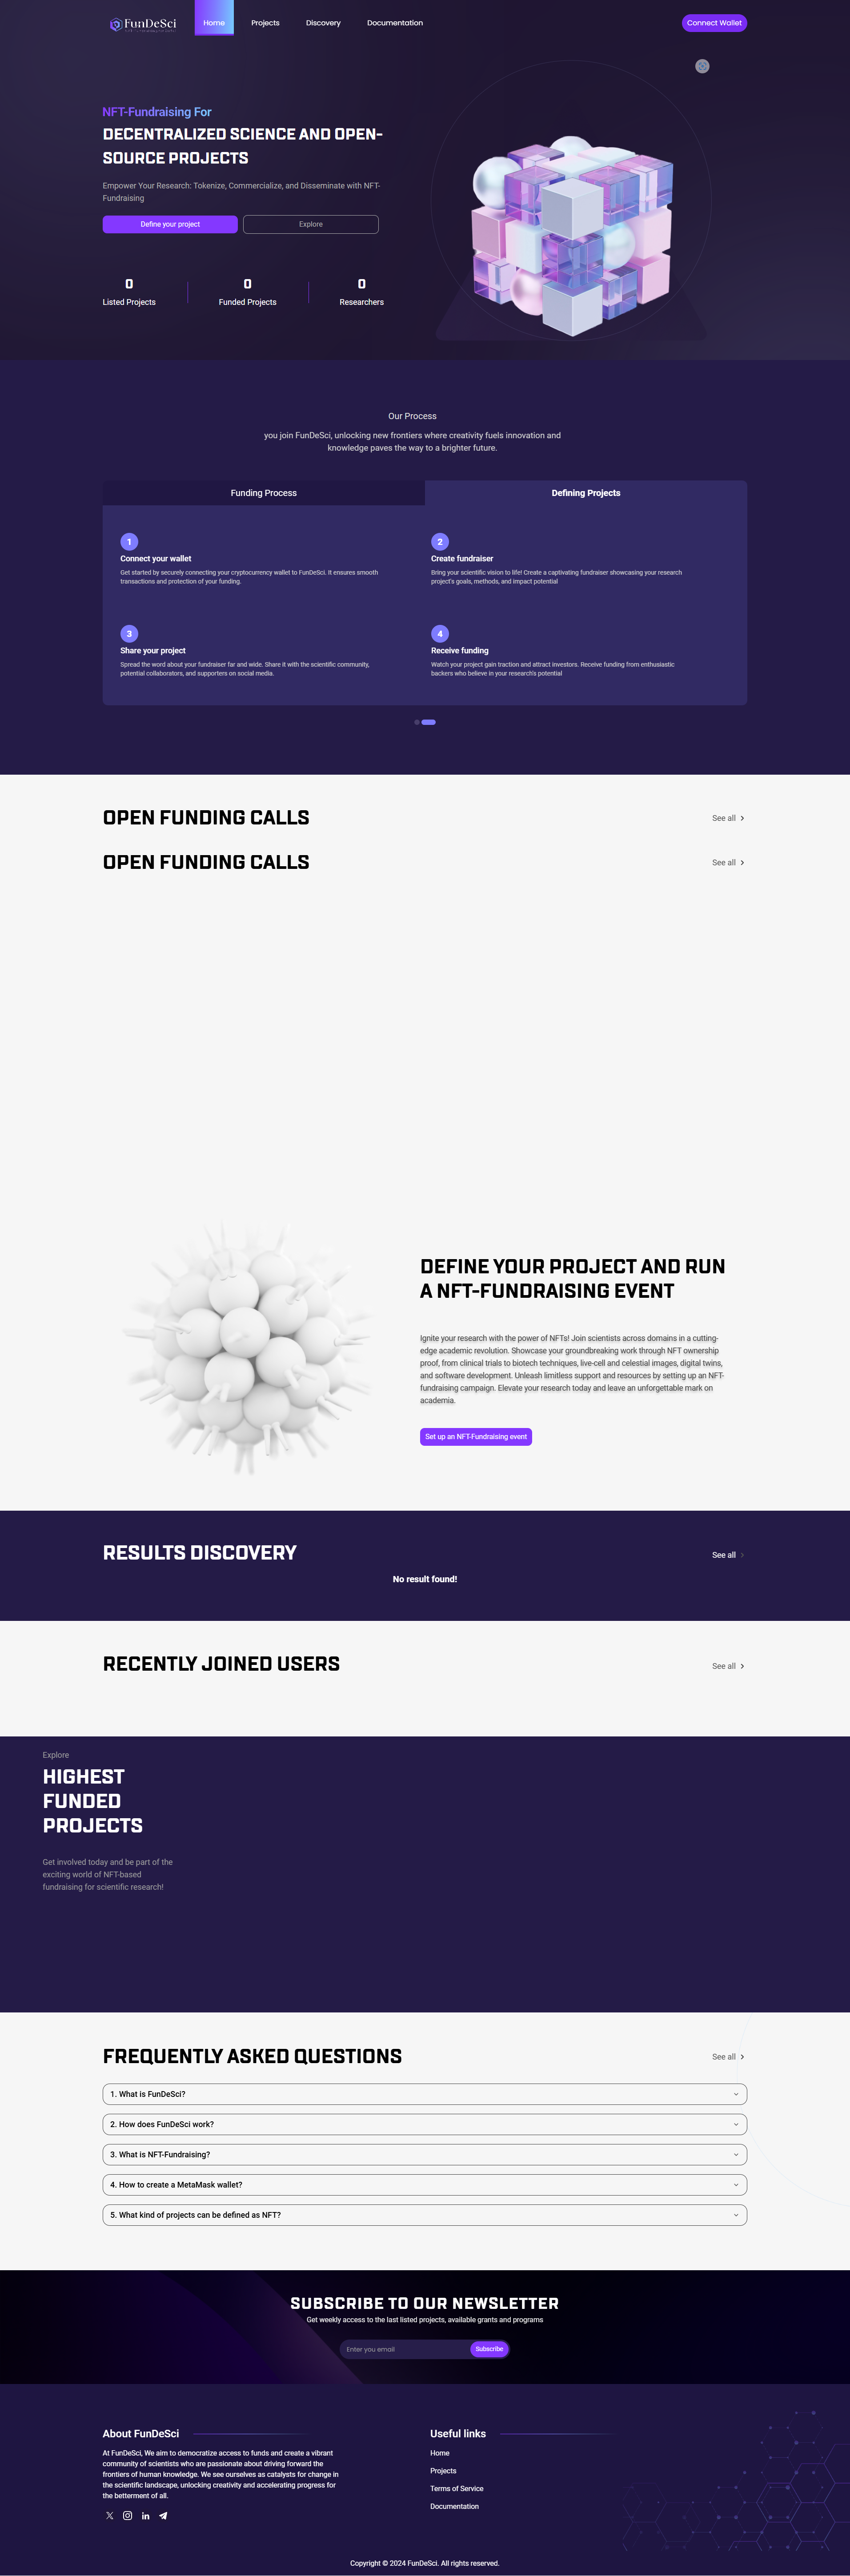 FunDeSci
Home
Projects
Discovery
Documentation
Connect Wallet
NFT-Fundraising For
DECENTRALIZED SCIENCE AND OPEN-
SOURCE PROJECTS
Empower Your Research: Tokenize, Commercialize, and Disseminate with NFT-
Fundraising
Define your project
Explore
0
0
0
Listed Projects
Funded Projects
Researchers
Our Process
you join FunDeSci, unlocking new frontiers where creativity fuels innovation and
knowledge paves the way to a brighter future.
Funding Process
Defining Projects
1
Connect your wallet
Get started by securely connecting your cryptocurrency wallet to FunDeSci. It ensures smooth
transactions and protection of your funding.
2
Create fundraiser
Bring your scientific vision to life! Create a captivating fundraiser showcasing your research
project's goals, methods, and impact potential
3
Share your project
Spread the word about your fundraiser far and wide. Share it with the scientific community,
potential collaborators, and supporters on social media.
4
Receive funding
Watch your project gain traction and attract investors. Receive funding from enthusiastic
backers who believe in your research's potential
OPEN FUNDING CALLS
See all
OPEN FUNDING CALLS
See all
DEFINE YOUR PROJECT AND RUN
A NFT-FUNDRAISING EVENT
Ignite your research with the power of NFTs! Join scientists across domains in a cutting-
edge academic revolution. Showcase your groundbreaking work through NFT ownership
proof, from clinical trials to biotech techniques, live-cell and celestial images, digital twins,
and software development. Unleash limitless support and resources by setting up an NFT-
fundraising campaign. Elevate your research today and leave an unforgettable mark on
academia.
Set up an NFT-Fundraising event
RESULTS DISCOVERY
See all
No result found!
RECENTLY JOINED USERS
See all
Explore
HIGHEST
FUNDED
PROJECTS
Get involved today and be part of the
exciting world of NFT-based
fundraising for scientific research!
FREQUENTLY ASKED QUESTIONS
See all
1. What is FunDeSci?
2. How does FunDeSci work?
3. What is NFT-Fundraising?
4. How to create a MetaMask wallet?
5. What kind of projects can be defined as NFT?
SUBSCRIBE TO OUR NEWSLETTER
Get weekly access to the last listed projects, available grants and programs
Enter you email
Subscribe
About FunDeSci
At FunDeSci, We aim to democratize access to funds and create a vibrant
community of scientists who are passionate about driving forward the
frontiers of human knowledge. We see ourselves as catalysts for change in
the scientific landscape, unlocking creativity and accelerating progress for
the betterment of all.
Useful links
Home
Projects
Terms of Service
Documentation
Copyright © 2024 FunDeSci. All rights reserved.